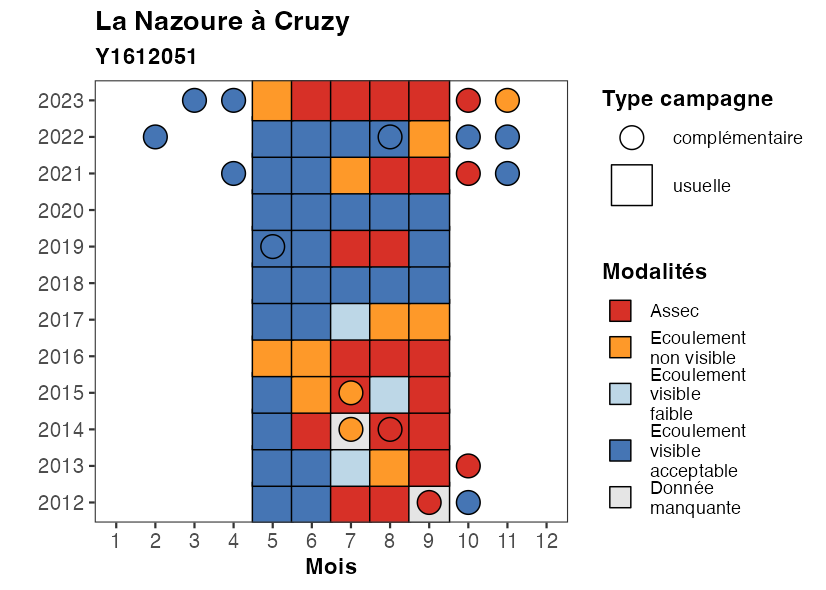 La Nazoure à Cruzy
Y1612051
2023
2022
2021
2020
2019
2018
2017
2016
2015
2014
2013
2012
1 2 3 4 5 6 7 8 9 10 11 12
Mois
Type campagne
complémentaire
usuelle
Modalités
Assec
Ecoulement
non visible
Ecoulement
visible
faible
Ecoulement
visible
acceptable
Donnée
manquante